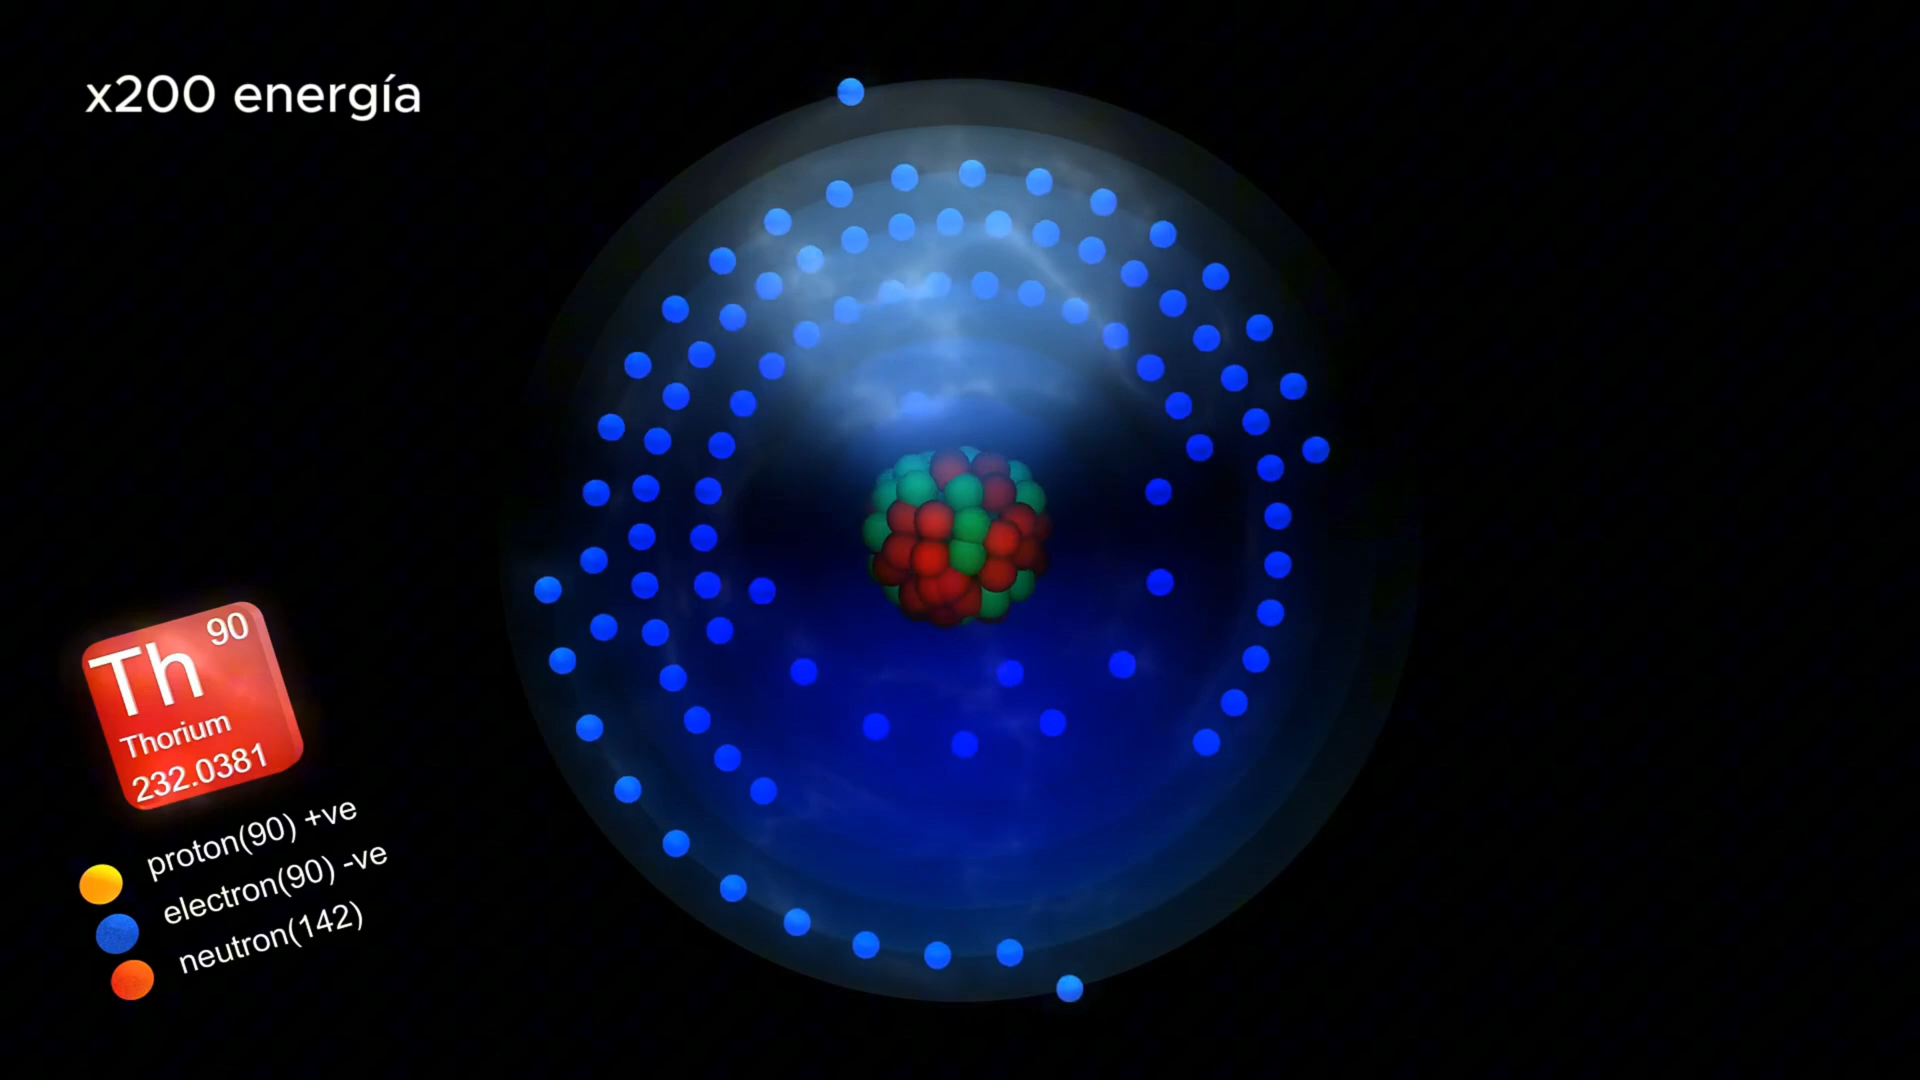 x200 energía
90
Th
Thorium
232.0381
proton(90) +ve
electron(90) -ve
neutron(142)